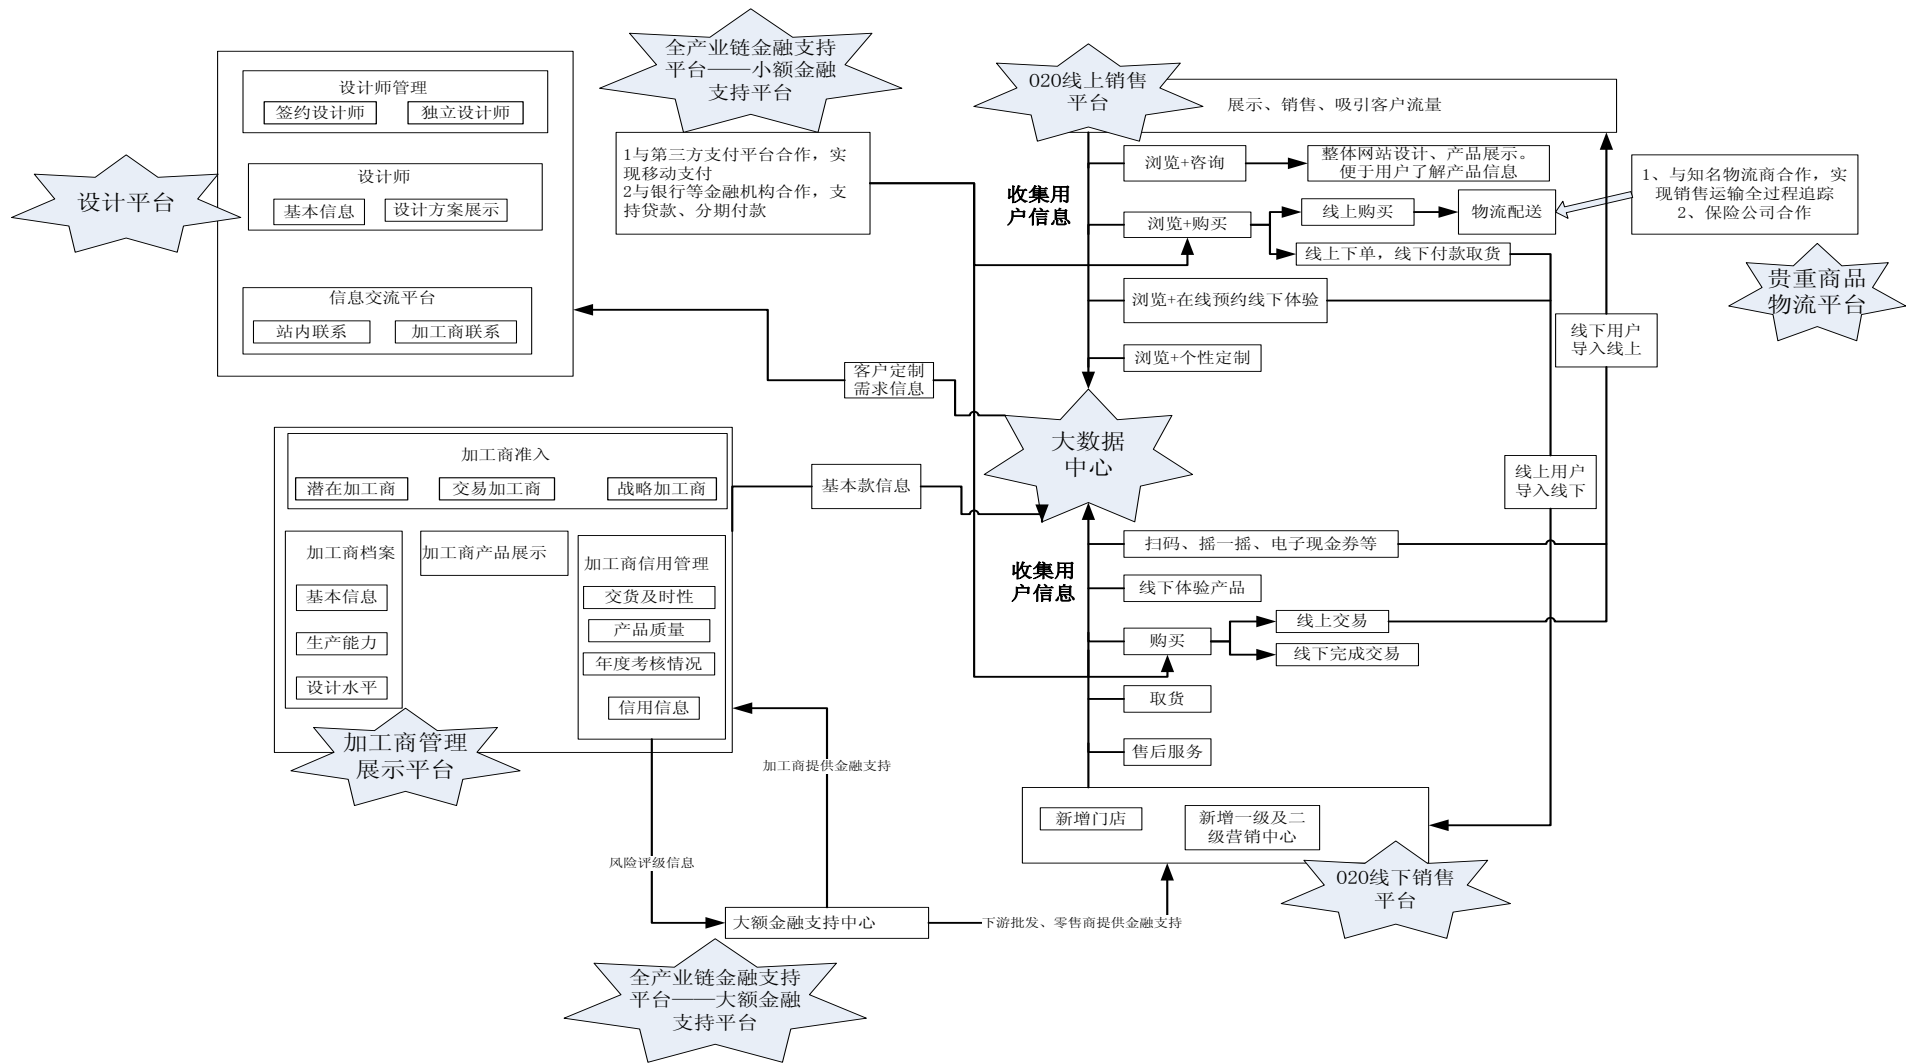 全产业链金融支持
平台——小额金融
支持平台
设计师管理
签约设计师
独立设计师
设计师
基本信息
设计方案展示
信息交流平台
站内联系
加工商联系
设计平台
1与第三方支付平台合作，实
现移动支付
2与银行等金融机构合作，支
持贷款、分期付款
O2O线上销售
平台
展示、销售、吸引客户流量
收集用
户信息
浏览+咨询
整体网站设计、产品展示。
便于用户了解产品信息
浏览+购买
线上购买
物流配送
线上下单，线下付款取货
浏览+在线预约线下体验
浏览+个性定制
1、与知名物流商合作，实
现销售运输全过程追踪
2、保险公司合作
贵重商品
物流平台
线下用户
导入线上
客户定制
需求信息
大数据
中心
线上用户
导入线下
加工商准入
潜在加工商
交易加工商
战略加工商
基本款信息
加工商档案
基本信息
生产能力
设计水平
加工商产品展示
加工商信用管理
交货及时性
产品质量
年度考核情况
信用信息
加工商管理
展示平台
收集用
户信息
扫码、摇一摇、电子现金券等
线下体验产品
购买
线上交易
线下完成交易
取货
售后服务
加工商提供金融支持
风险评级信息
新增门店
新增一级及二
级营销中心
O2O线下销售
平台
大额金融支持中心
下游批发、零售商提供金融支持
全产业链金融支持
平台——大额金融
支持平台